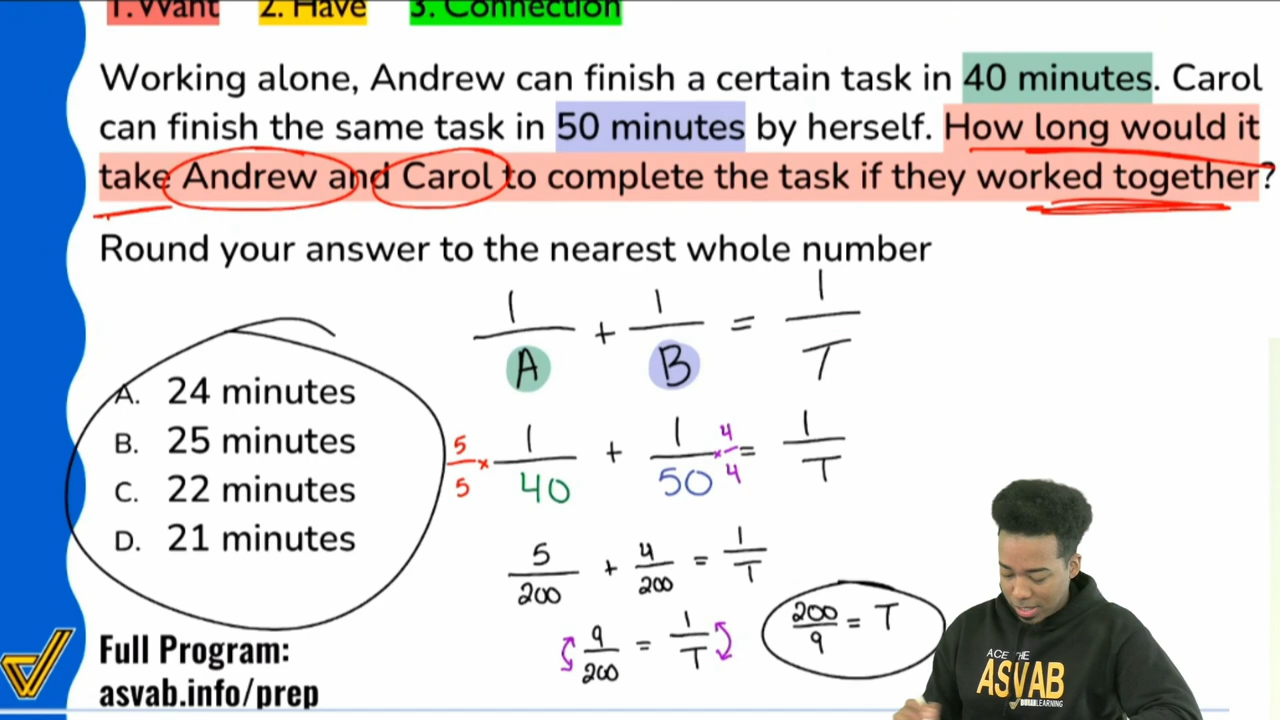 1. Want 2. Have 3. Connection
Working alone, Andrew can finish a certain task in 40 minutes. Carol
can finish the same task in 50 minutes by herself. How long would it
take Andrew and Carol to complete the task if they worked together?
Round your answer to the nearest whole number
1/A + 1/B = 1/T
A. 24 minutes
B. 25 minutes
C. 22 minutes
D. 21 minutes
5/5 × 1/40 + 1/50 × 4/4 = 1/T
5/200 + 4/200 = 1/T
9/200 = 1/T
200/9 = T
Full Program:
asvab.info/prep
ACE THE
ASVAB
DURAN LEARNING